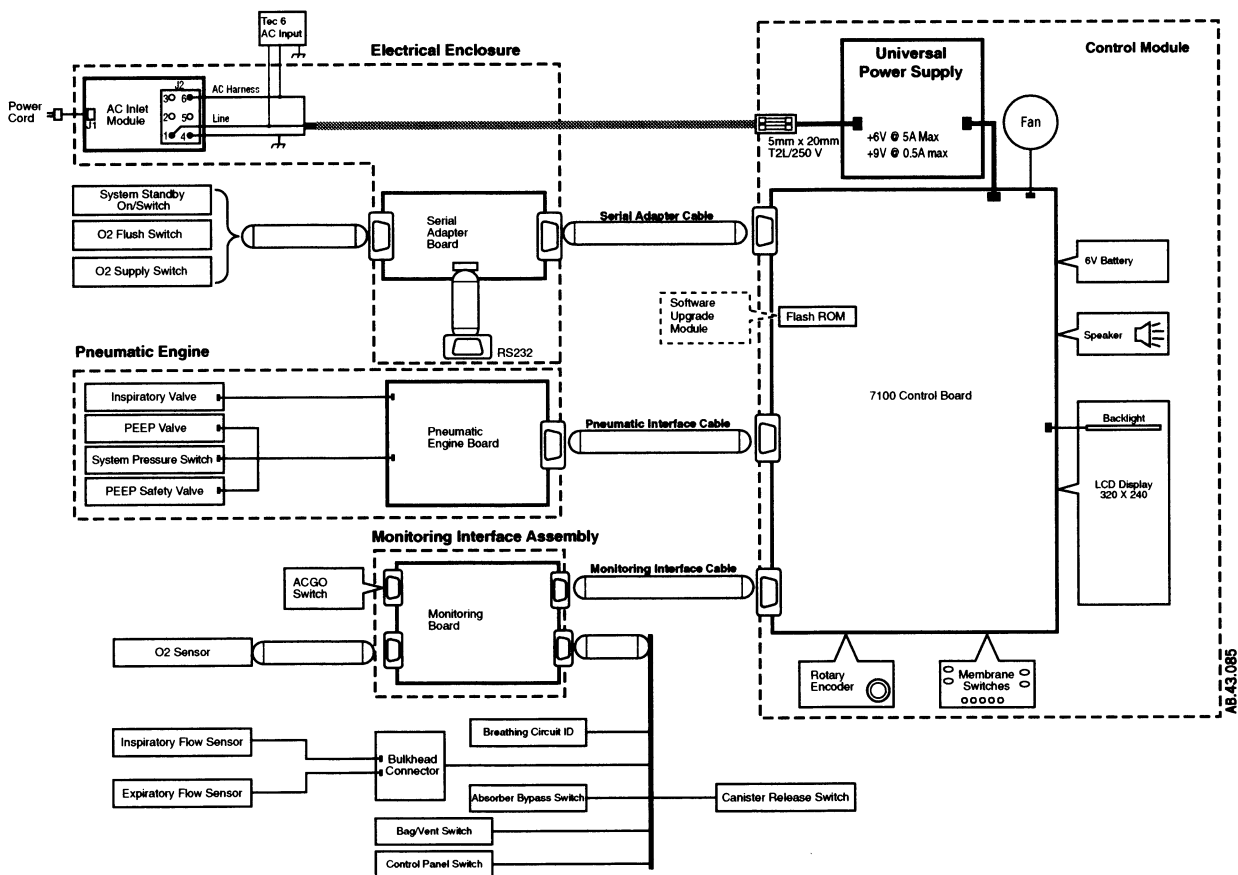 Tec 6
AC Input
Electrical Enclosure
Control Module
Universal
Power Supply
+6V @ 5A Max
+9V @ 0.5A max
Fan
Power
Cord
J1
AC Inlet
Module
J2
3 6
2 5
1 4
AC Harness
Line
5mm x 20mm
T2L/250 V
System Standby
On/Switch
O2 Flush Switch
O2 Supply Switch
Serial
Adapter
Board
Serial Adapter Cable
RS232
6V Battery
Software
Upgrade
Module
Flash ROM
Speaker
Pneumatic Engine
Inspiratory Valve
PEEP Valve
System Pressure Switch
PEEP Safety Valve
Pneumatic
Engine Board
Pneumatic Interface Cable
7100 Control Board
Backlight
LCD Display
320 X 240
Monitoring Interface Assembly
ACGO
Switch
Monitoring
Board
Monitoring Interface Cable
O2 Sensor
Rotary
Encoder
Membrane
Switches
AB.43.085
Inspiratory Flow Sensor
Expiratory Flow Sensor
Bulkhead
Connector
Breathing Circuit ID
Absorber Bypass Switch
Canister Release Switch
Bag/Vent Switch
Control Panel Switch